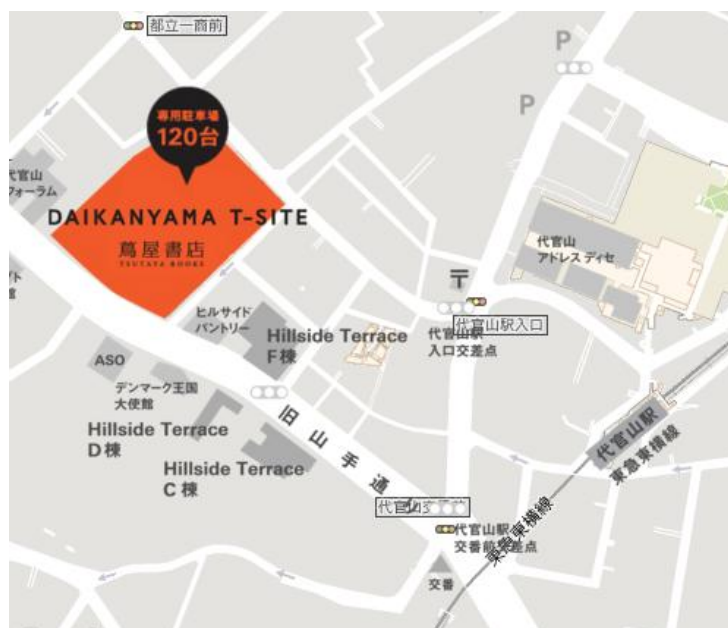 都立一商前
P
P
専用駐車場
120台
代官山
フォーラム
DAIKANYAMA T-SITE
蔦屋書店
TSUTAYA BOOKS
代官山
アドレス ディセ
〒
代官山駅入口
代官山駅
入口交差点
ヒルサイド
パントリー
Hillside Terrace
F棟
ASO
デンマーク王国
大使館
Hillside Terrace
D棟
Hillside Terrace
C棟
旧山手通り
代官山駅
東急東横線
代官山駅
交番前交差点
交番
東急東横線